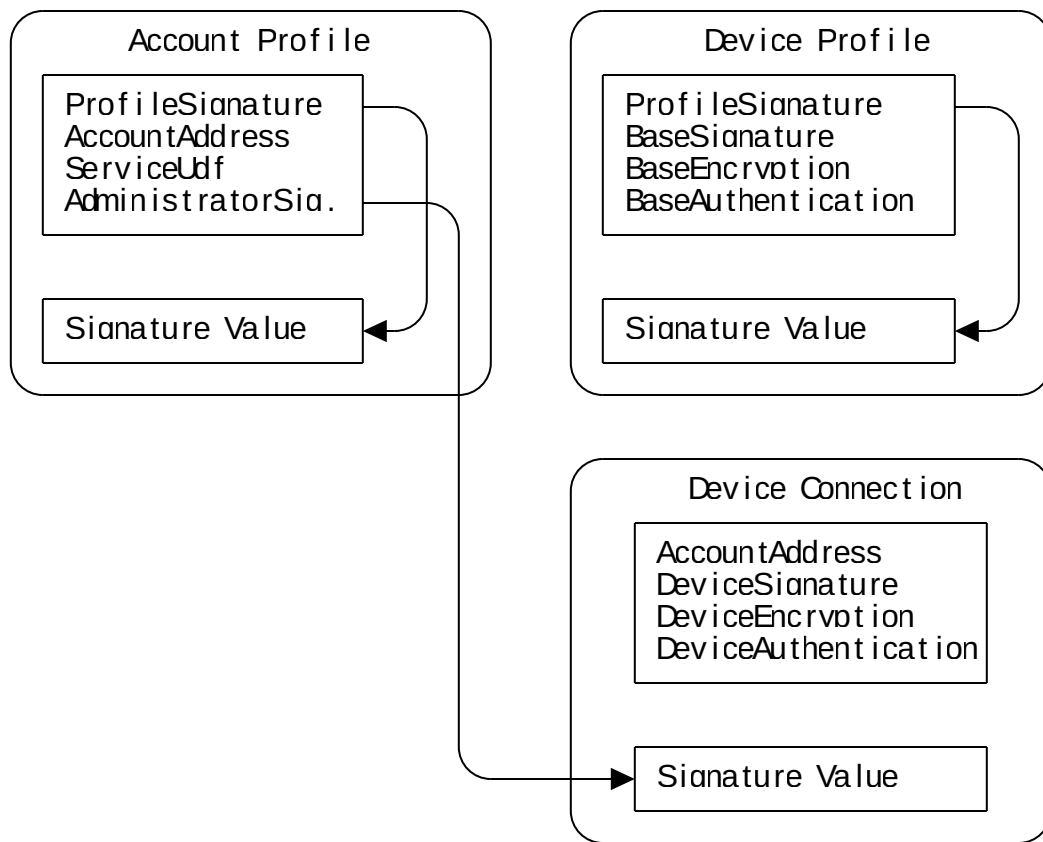 Account Profile
ProfileSignature
AccountAddress
ServiceUdf
AdministratorSig.
Signature Value
Device Profile
ProfileSignature
BaseSignature
BaseEncryption
BaseAuthentication
Signature Value
Device Connection
AccountAddress
DeviceSignature
DeviceEncryption
DeviceAuthentication
Signature Value